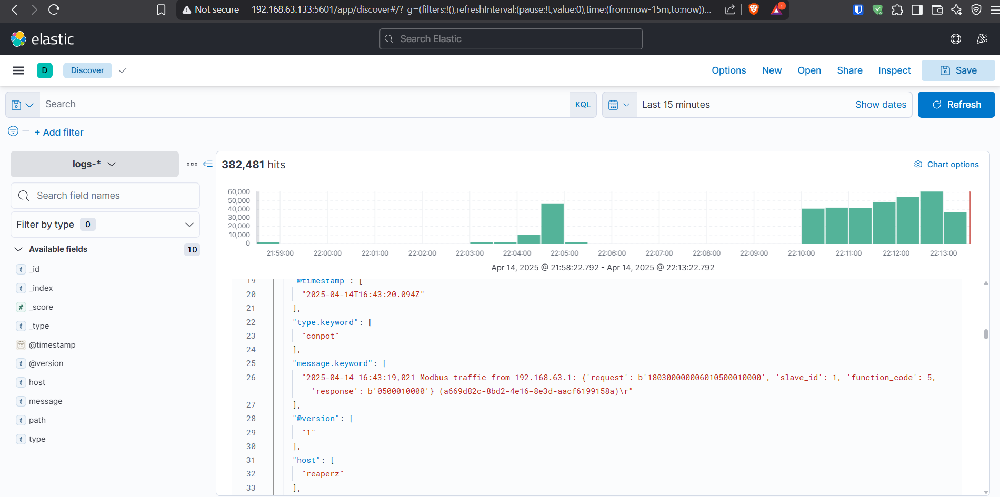 Not secure 192.168.63.133:5601/app/discover#/?_g=(filters:!(),refreshInterval:(pause:!t,value:0),time:(from:now-15m,to:now))... 1
elastic
Search Elastic
D Discover Options New Open Share Inspect Save
Search KQL Last 15 minutes Show dates Refresh
+ Add filter
logs-*
382,481 hits Chart options
Search field names
Filter by type 0
Available fields 10
_id
_index
_score
_type
@timestamp
@version
host
message
path
type
60,000
50,000
40,000
30,000
20,000
10,000
0
21:59:00 22:00:00 22:01:00 22:02:00 22:03:00 22:04:00 22:05:00 22:06:00 22:07:00 22:08:00 22:09:00 22:10:00 22:11:00 22:12:00 22:13:00
Apr 14, 2025 @ 21:58:22.792 - Apr 14, 2025 @ 22:13:22.792
19 "@timestamp": [
20 "2025-04-14T16:43:20.094Z"
21 ],
22 "type.keyword": [
23 "conpot"
24 ],
25 "message.keyword": [
26 "2025-04-14 16:43:19,021 Modbus traffic from 192.168.63.1: {'request': b'180300000006010500010000', 'slave_id': 1, 'function_code': 5,
'response': b'0500010000'} (a669d82c-8bd2-4e16-8e3d-aacf6199158a)\r"
27 ],
28 "@version": [
29 "1"
30 ],
31 "host": [
32 "reaperz"
33 ],